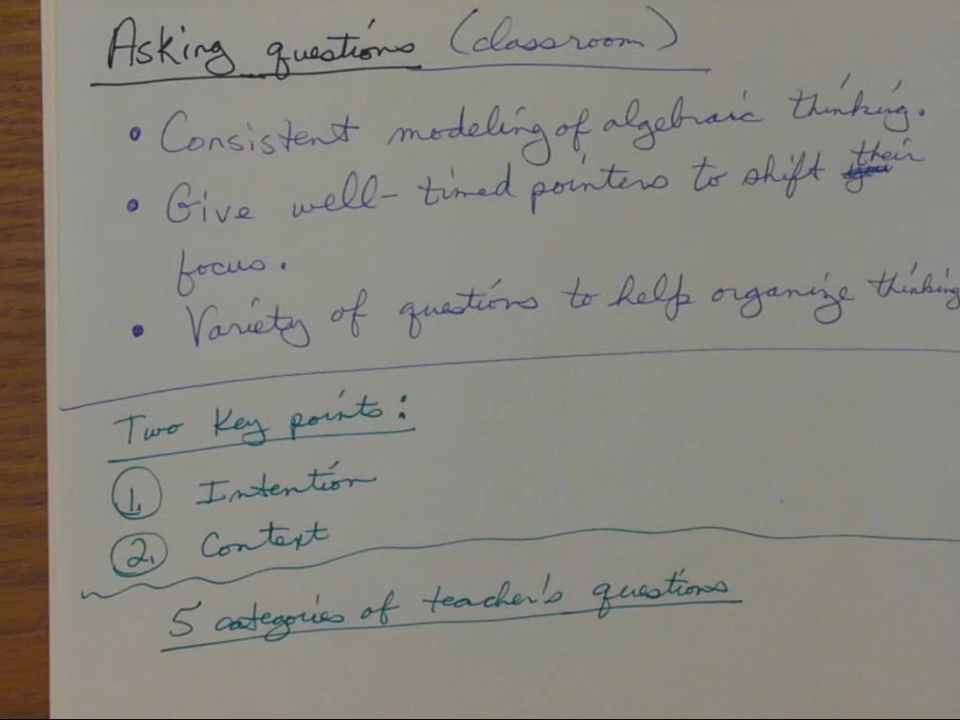 Asking questions (classroom)
• Consistent modeling of algebraic thinking.
• Give well-timed pointers to shift their
focus.
• Variety of questions to help organize thinking
Two Key points:
1. Intention
2. Context
5 categories of teacher's questions